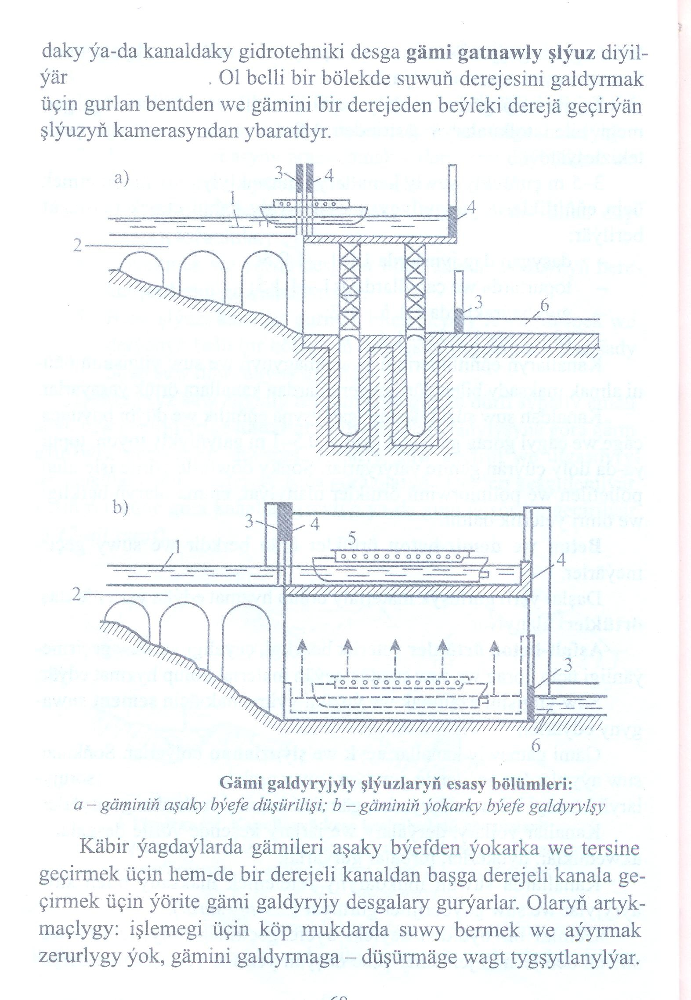 daky ýa-da kanaldaky gidrotehniki desga gämi gatnawly şlýuz diýil-
ýär . Ol belli bir bölekde suwuň derejesini galdyrmak
üçin gurlan bentden we gämini bir derejeden beýleki derejä geçirýän
şlýuzyň kamerasyndan ybaratdyr.
a)
3 4
1
4
2
3
6
b)
3 4
5
1
4
2
3
6
Gämi galdyryjyly şlýuzlaryň esasy bölümleri:
a – gäminiň aşaky býefe düşürilişi; b – gäminiň ýokarky býefe galdyrylşy
Käbir ýagdaýlarda gämileri aşaky býefden ýokarka we tersine
geçirmek üçin hem-de bir derejeli kanaldan başga derejeli kanala ge-
çirmek üçin ýörite gämi galdyryjy desgalary gurýarlar. Olaryň artyk-
maçlygy: işlemegi üçin köp mukdarda suwy bermek we aýyrmak
zerurlygy ýok, gämini galdyrmaga – düşürmäge wagt tygşytlanylýar.